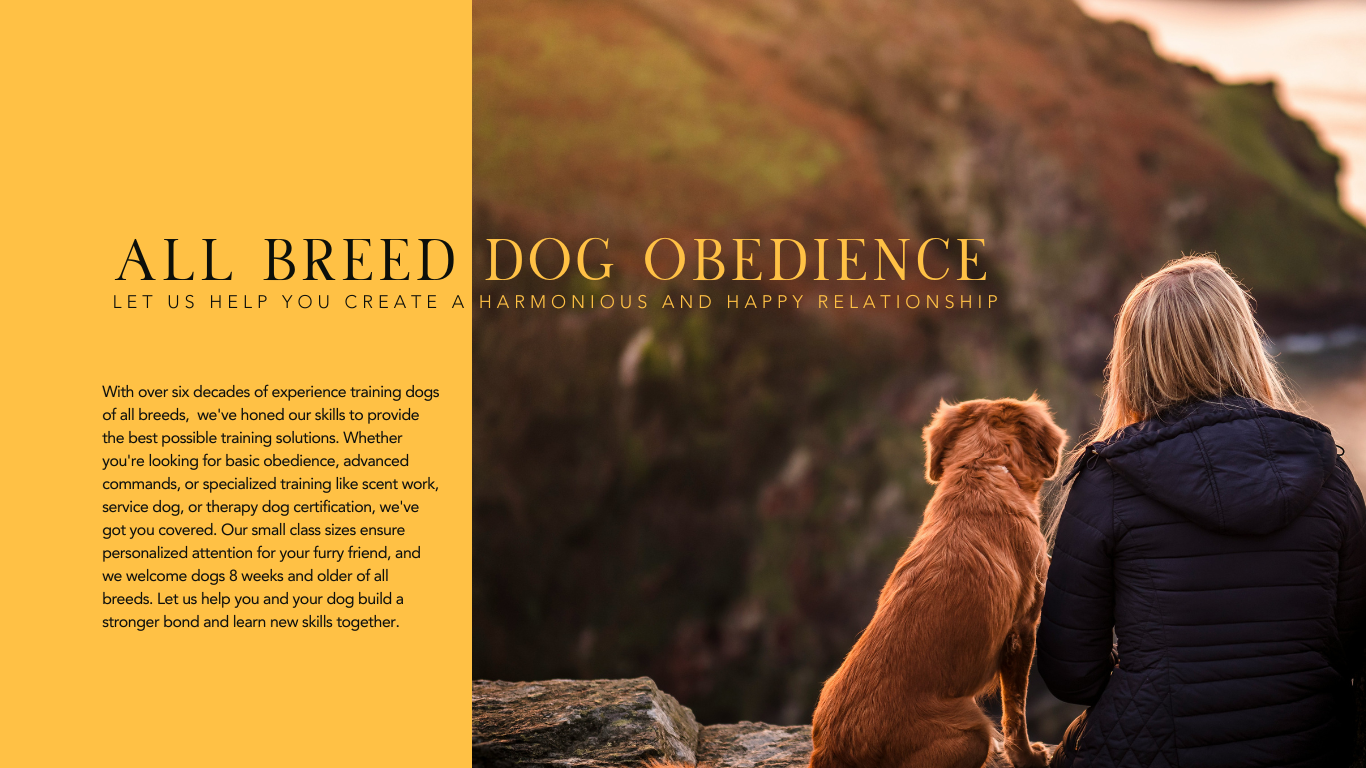 ALL BREED DOG OBEDIENCE
LET US HELP YOU CREATE A HARMONIOUS AND HAPPY RELATIONSHIP
With over six decades of experience training dogs
of all breeds,  we've honed our skills to provide
the best possible training solutions. Whether
you're looking for basic obedience, advanced
commands, or specialized training like scent work,
service dog, or therapy dog certification, we've
got you covered. Our small class sizes ensure
personalized attention for your furry friend, and
we welcome dogs 8 weeks and older of all
breeds. Let us help you and your dog build a
stronger bond and learn new skills together.